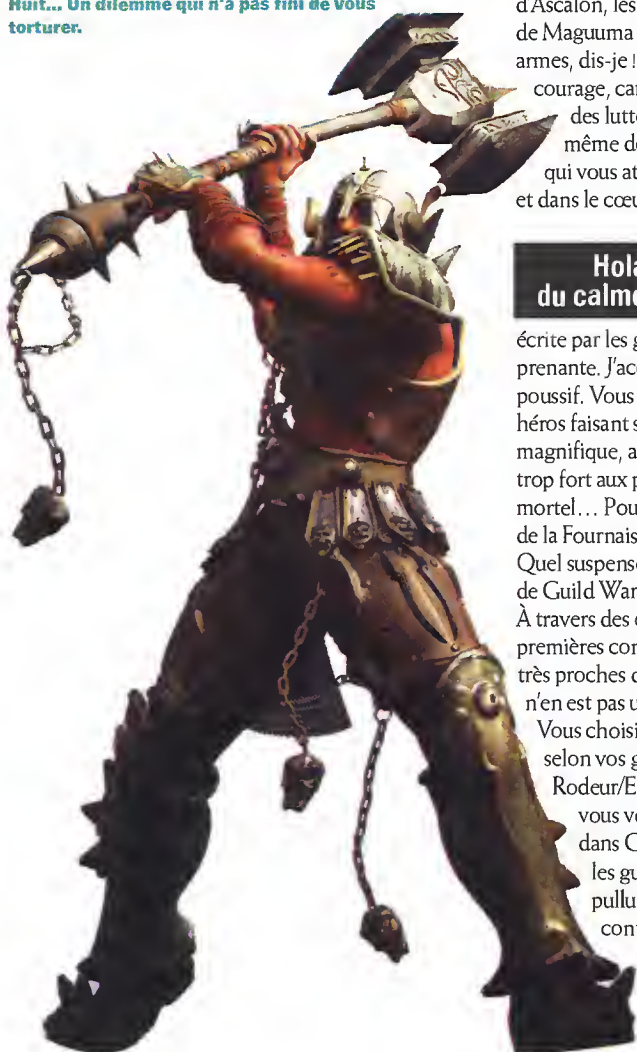 Huit... Un dilemme qui n'a pas fini de vous
torturer.
d'Ascalon, les
de Maguuma
armes, dis-je !
courage, car
des lutte
même de
qui vous at
et dans le cœu
Hola
du calme
écrite par les g
prenante. J'acc
poussif. Vous
héros faisant s
magnifique, a
trop fort aux p
mortel... Pou
de la Fournais
Quel suspense
de Guild War
À travers des
premières con
très proches d
n'en est pas u
Vous choisi
selon vos g
Rodeur/E
vous ve
dans G
les gu
pullu
con